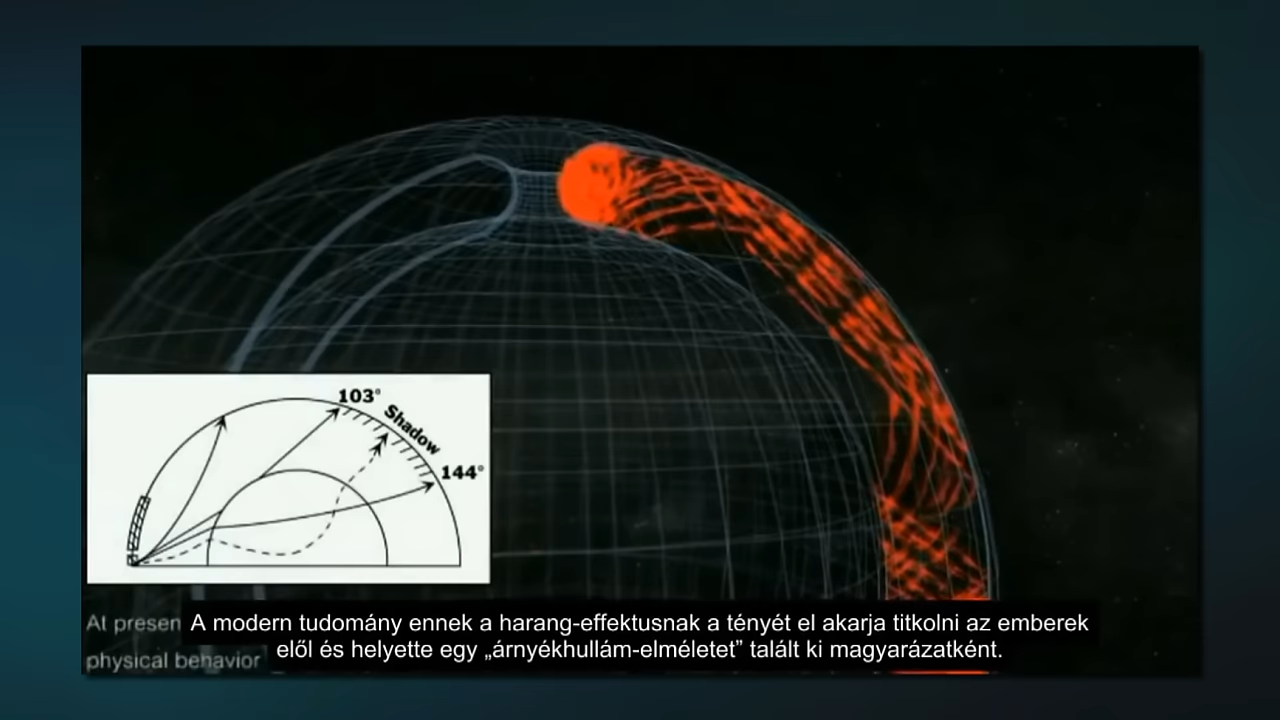 103°
Shadow
144°
At presen
physical behavior
A modern tudomány ennek a harang-effektusnak a tényét el akarja titkolni az emberek
elől és helyette egy „árnyékhullám-elméletet” talált ki magyarázatként.